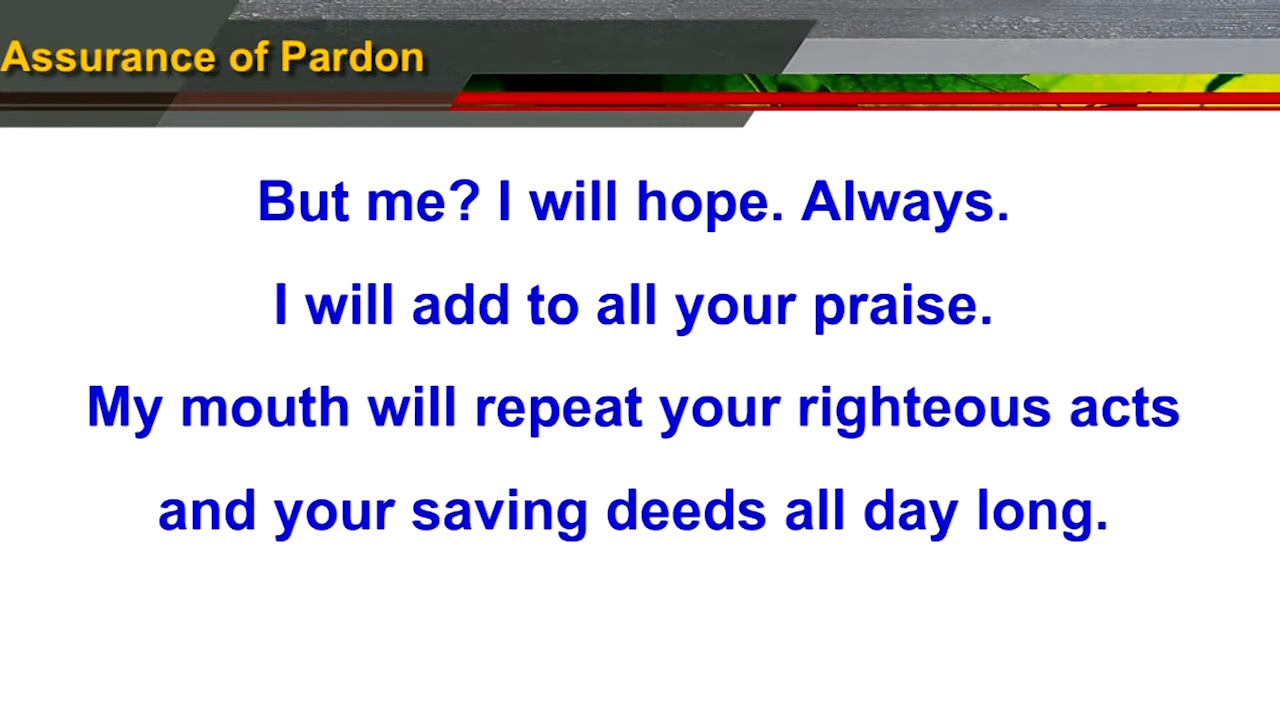 Assurance of Pardon
But me? I will hope. Always.
I will add to all your praise.
My mouth will repeat your righteous acts
and your saving deeds all day long.